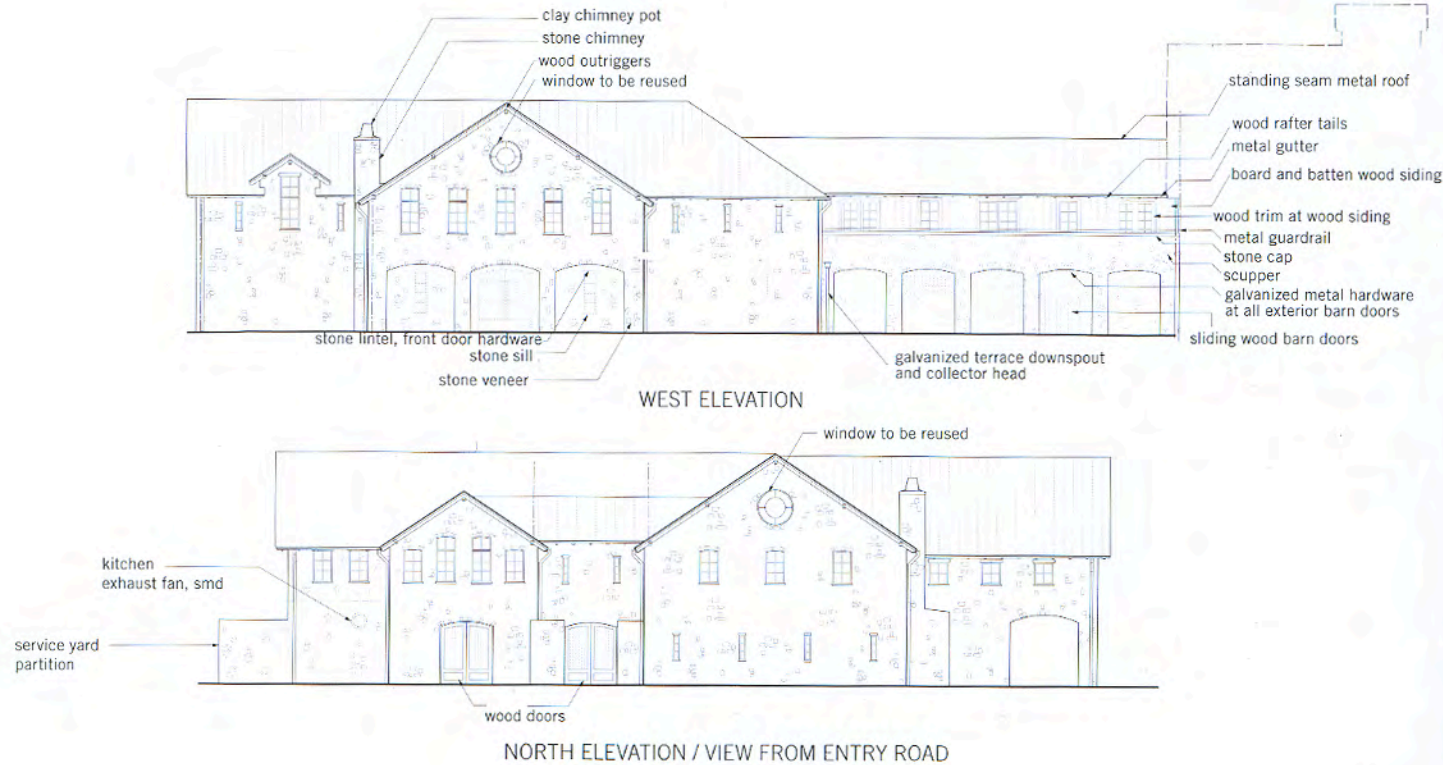 clay chimney pot
stone chimney
wood outriggers
window to be reused
standing seam metal roof
wood rafter tails
metal gutter
board and batten wood siding
wood trim at wood siding
metal guardrail
stone cap
scupper
galvanized metal hardware
at all exterior barn doors
sliding wood barn doors
stone lintel, front door hardware
stone sill
stone veneer
galvanized terrace downspout
and collector head
WEST ELEVATION
window to be reused
kitchen
exhaust fan, smd
service yard
partition
wood doors
NORTH ELEVATION / VIEW FROM ENTRY ROAD